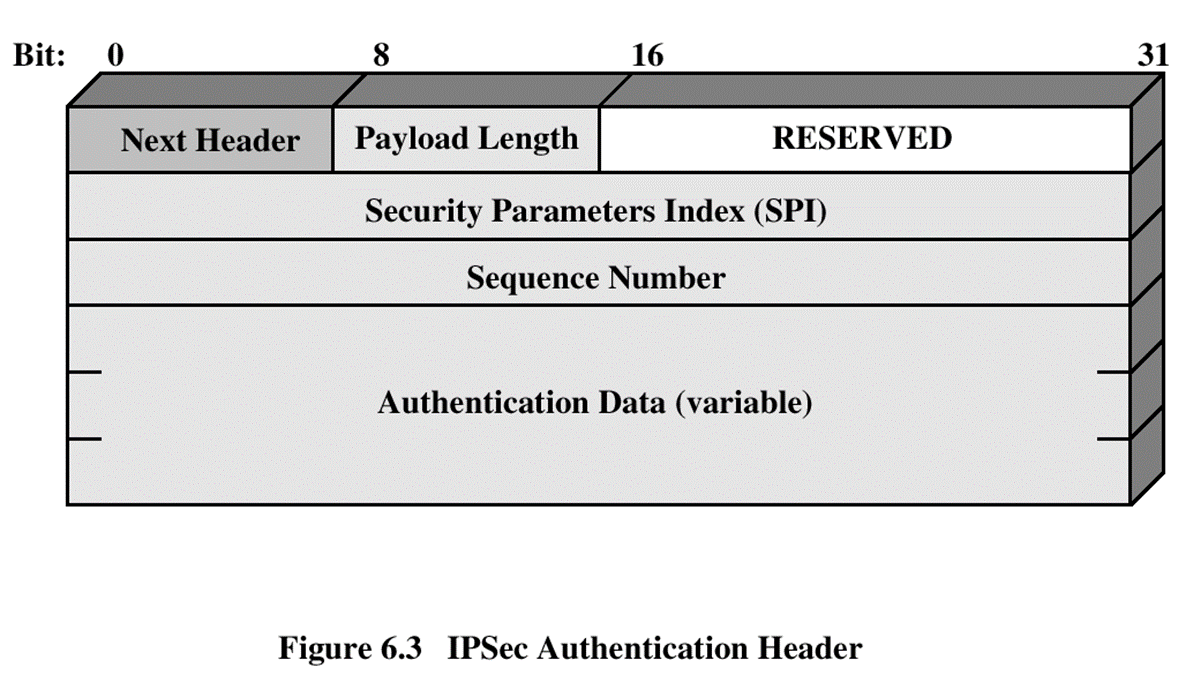 Bit: 0 8 16 31
Next Header Payload Length RESERVED
Security Parameters Index (SPI)
Sequence Number
Authentication Data (variable)
Figure 6.3 IPSec Authentication Header